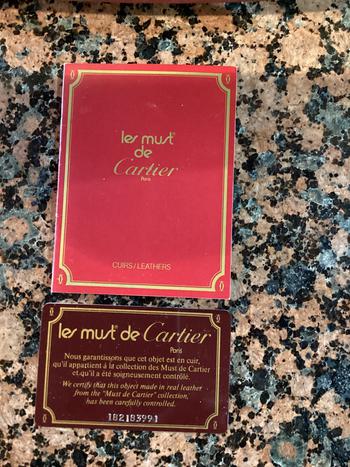 les must
de
Cartier
Paris
CUIRS/LEATHERS
les must de Cartier
Paris
Nous garantissons que cet objet est en cuir,
qu'il appartient à la collection des Must de Cartier
et qu'il a été soigneusement contrôlé.
We certify that this object made in real leather
from the "Must de Cartier" collection,
has been carefully controlled.
182183991